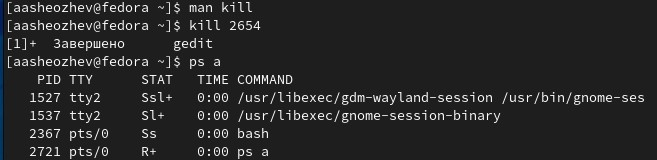 [aasheozhev@fedora ~]$ man kill
[aasheozhev@fedora ~]$ kill 2654
[1]+  Завершено      gedit
[aasheozhev@fedora ~]$ ps a
    PID TTY      STAT   TIME COMMAND
   1527 tty2     Ssl+   0:00 /usr/libexec/gdm-wayland-session /usr/bin/gnome-ses
   1537 tty2     Sl+    0:00 /usr/libexec/gnome-session-binary
   2367 pts/0    Ss     0:00 bash
   2721 pts/0    R+     0:00 ps a